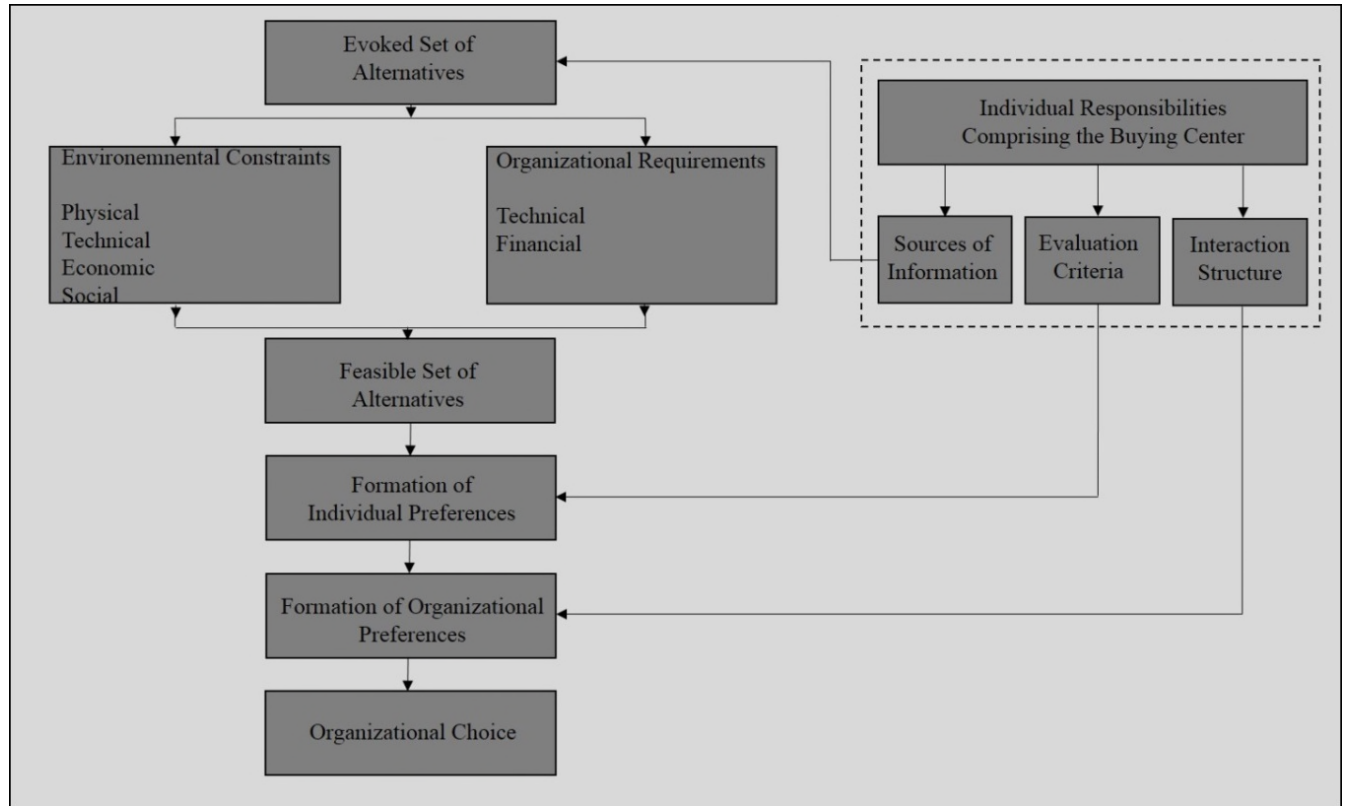 Evoked Set of
Alternatives
Individual Responsibilities
Comprising the Buying Center
Environemnental Constraints
Physical
Technical
Economic
Social
Organizational Requirements
Technical
Financial
Sources of
Information
Evaluation
Criteria
Interaction
Structure
Feasible Set of
Alternatives
Formation of
Individual Preferences
Formation of Organizational
Preferences
Organizational Choice